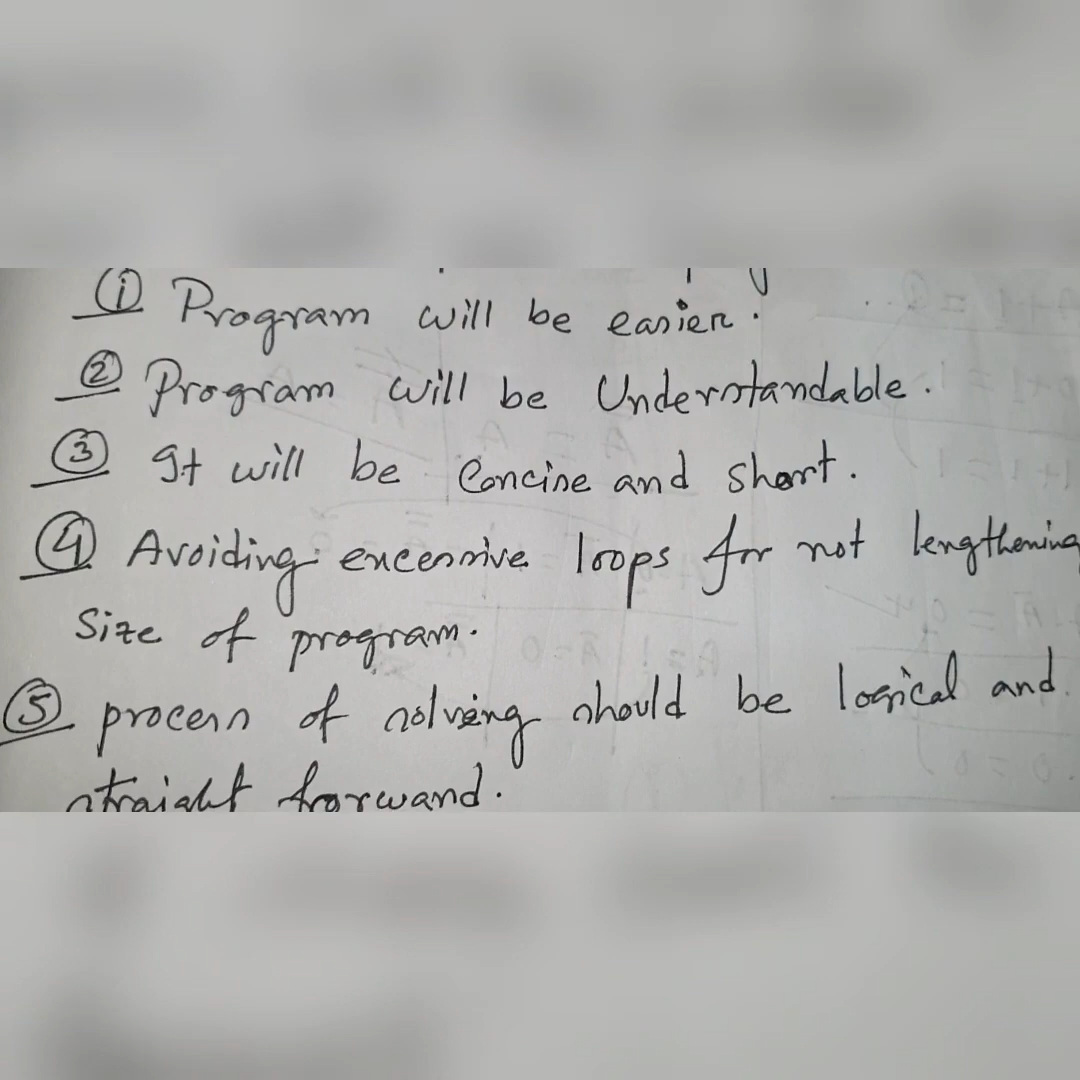 ① Program will be easier.
② Program will be Understandable.
③ It will be Concise and short.
④ Avoiding excessive loops for not lengthening
Size of program.
⑤ process of solving should be logical and
straight forward.